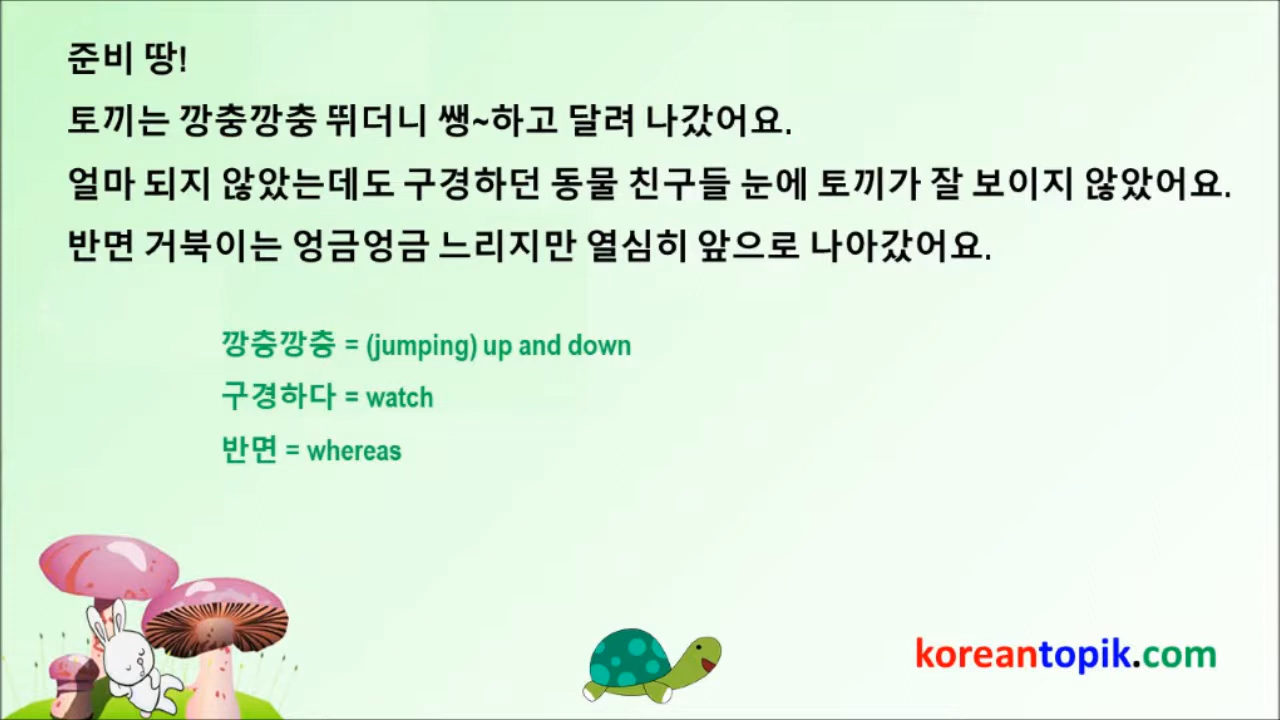 준비 땅!
토끼는 깡충깡충 뛰더니 쌩~하고 달려 나갔어요.
얼마 되지 않았는데도 구경하던 동물 친구들 눈에 토끼가 잘 보이지 않았어요.
반면 거북이는 엉금엉금 느리지만 열심히 앞으로 나아갔어요.
깡충깡충 = (jumping) up and down
구경하다 = watch
반면 = whereas
koreantopik.com